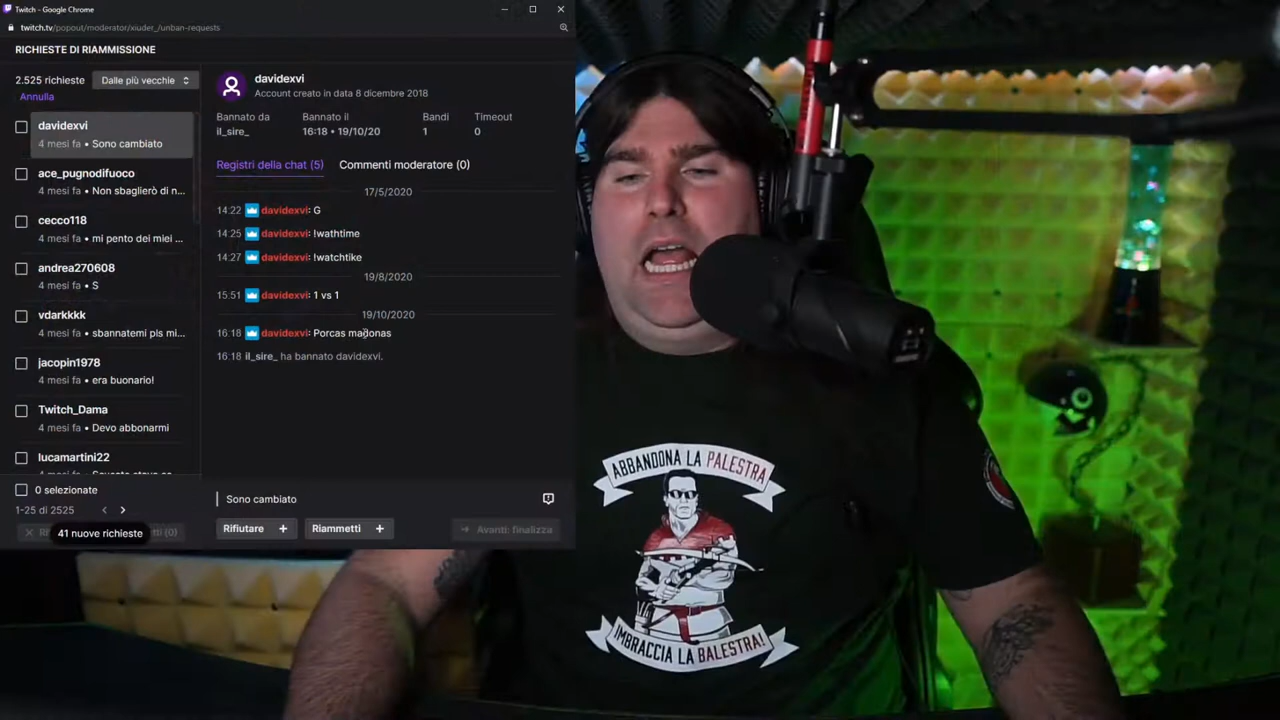 Twitch - Google Chrome
twitch.tv/popout/moderator/xiuder_/unban-requests
RICHIESTE DI RIAMMISSIONE
2.525 richieste
Dalle più vecchie
Annulla
davidexvi
4 mesi fa • Sono cambiato
ace_pugnodifuoco
4 mesi fa • Non sbaglierò di n...
cecco118
4 mesi fa • mi pento dei miei ...
andrea270608
4 mesi fa • S
vdarkkkk
4 mesi fa • sbannatemi pls mi...
jacopin1978
4 mesi fa • era buonario!
Twitch_Dama
4 mesi fa • Devo abbonarmi
lucamartini22
0 selezionate
1-25 di 2525
41 nuove richieste
davidexvi
Account creato in data 8 dicembre 2018
Bannato da Bannato il Bandi Timeout
il_sire_ 16:18 • 19/10/20 1 0
Registri della chat (5) Commenti moderatore (0)
17/5/2020
14:22 davidexvi: G
14:25 davidexvi: !wathtime
14:27 davidexvi: !watchtike
19/8/2020
15:51 davidexvi: 1 vs 1
19/10/2020
16:18 davidexvi: Porcas madonas
16:18 il_sire_ ha bannato davidexvi.
Sono cambiato
Rifiutare + Riammetti + Avanti: finalizza
ABBANDONA LA PALESTRA
IMBRACCIA LA BALESTRA!